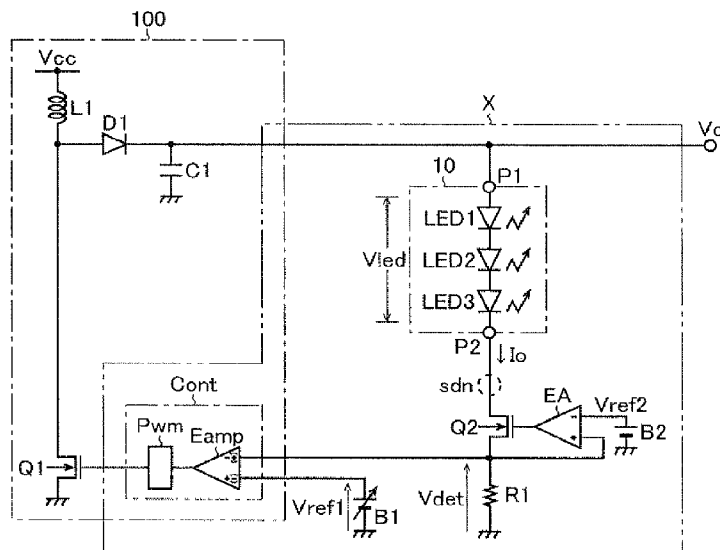 100
Vcc
L1
D1
C1
X
Vo
10
P1
LED1
LED2
LED3
Vled
P2
Io
sdn
EA
Vref2
B2
Q2
Cont
Pwm
Eamp
Q1
Vref1
B1
Vdet
R1